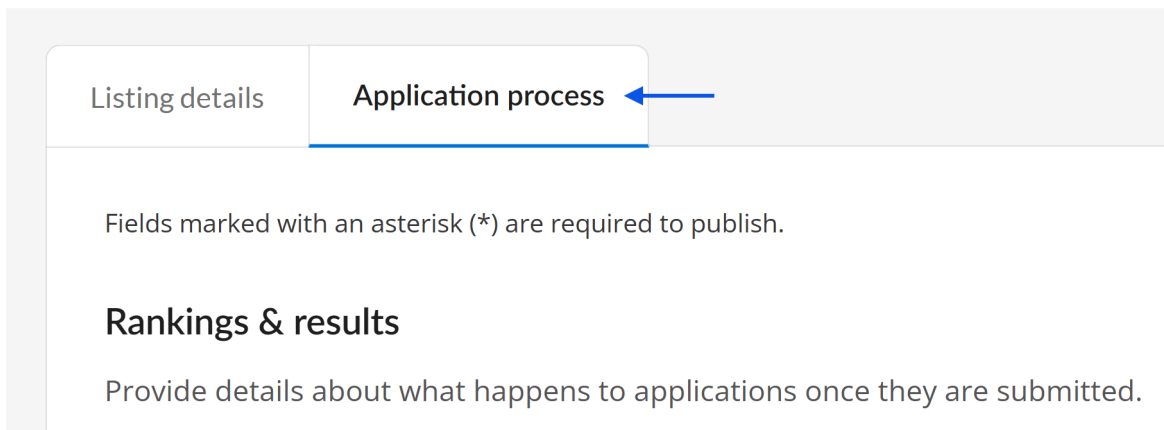 Listing details
Application process
Fields marked with an asterisk (*) are required to publish.
Rankings & results
Provide details about what happens to applications once they are submitted.